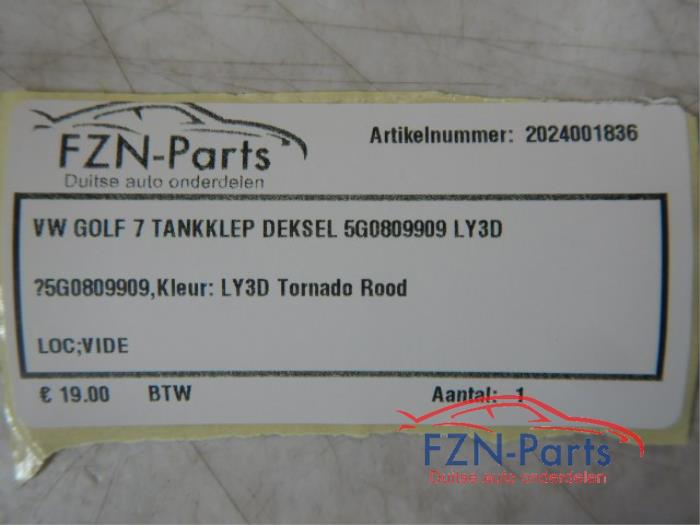 Artikelnummer: 2024001836
FZN-Parts
Duitse auto onderdelen
VW GOLF 7 TANKKLEP DEKSEL 5G0809909 LY3D
?5G0809909,Kleur: LY3D Tornado Rood
LOC;VIDE
€ 19.00 BTW Aantal: 1
FZN-Parts
Duitse auto onderdelen